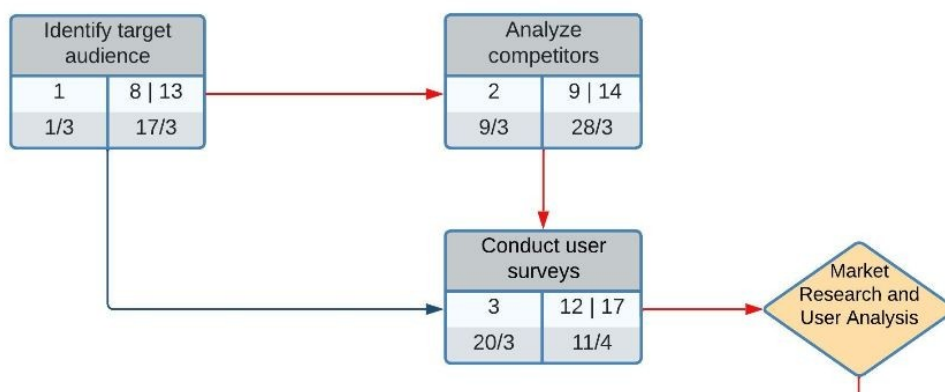 Identify target
audience
1 8 | 13
1/3 17/3
Analyze
competitors
2 9 | 14
9/3 28/3
Conduct user
surveys
3 12 | 17
20/3 11/4
Market
Research and
User Analysis